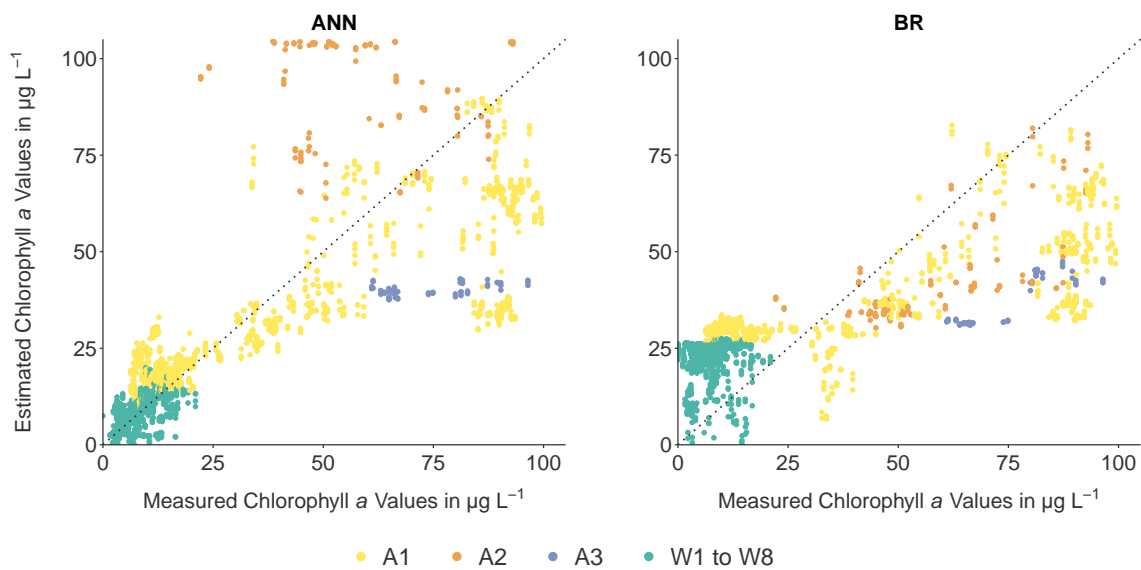 ANN
BR
Estimated Chlorophyll a Values in µg L⁻¹
100
75
50
25
0
0 25 50 75 100
Measured Chlorophyll a Values in µg L⁻¹
100
75
50
25
0
0 25 50 75 100
Measured Chlorophyll a Values in µg L⁻¹
A1 A2 A3 W1 to W8